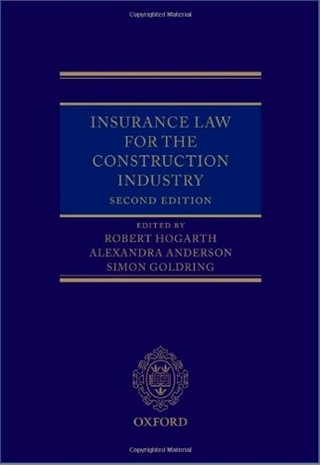 Copyrighted Material
INSURANCE LAW
FOR THE
CONSTRUCTION
INDUSTRY
SECOND EDITION
EDITED BY
ROBERT HOGARTH
ALEXANDRA ANDERSON
SIMON GOLDRING
OXFORD
Copyrighted Material